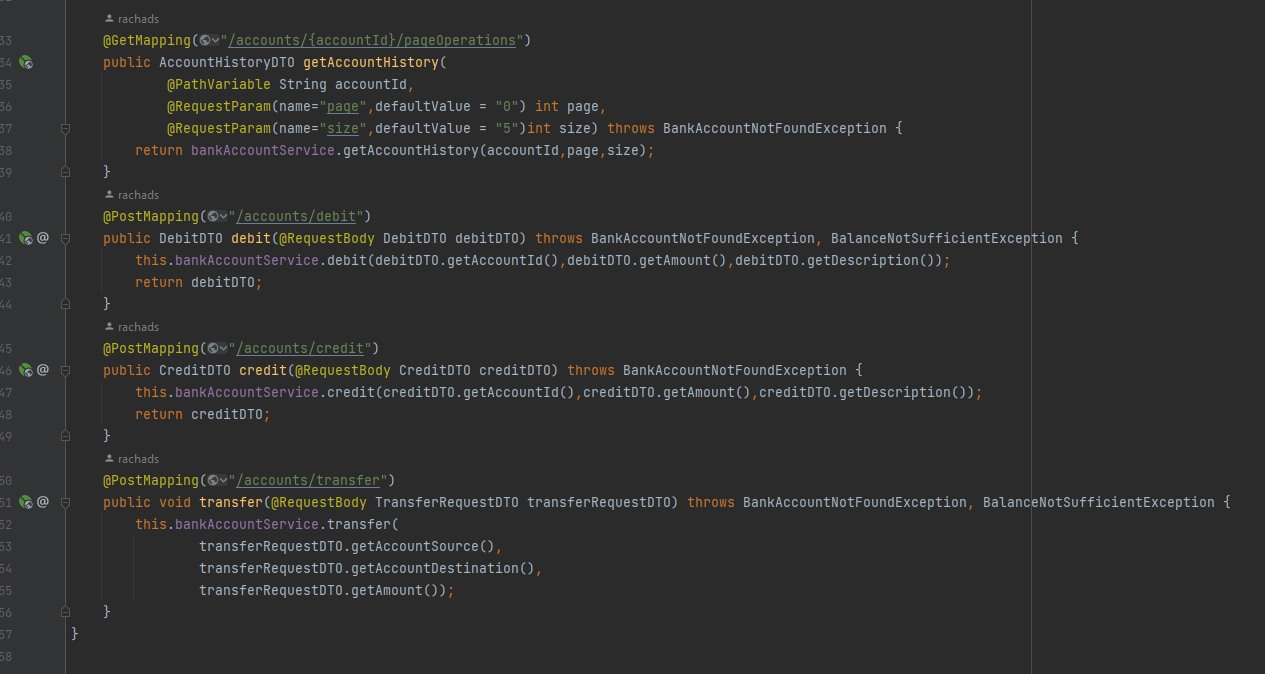 rachads
33 @GetMapping("/accounts/{accountId}/pageOperations")
34 public AccountHistoryDTO getAccountHistory(
35 @PathVariable String accountId,
36 @RequestParam(name="page",defaultValue = "0") int page,
37 @RequestParam(name="size",defaultValue = "5")int size) throws BankAccountNotFoundException {
38 return bankAccountService.getAccountHistory(accountId,page,size);
39 }
rachads
40 @PostMapping("/accounts/debit")
41 @ public DebitDTO debit(@RequestBody DebitDTO debitDTO) throws BankAccountNotFoundException, BalanceNotSufficientException {
42 this.bankAccountService.debit(debitDTO.getAccountId(),debitDTO.getAmount(),debitDTO.getDescription());
43 return debitDTO;
44 }
rachads
45 @PostMapping("/accounts/credit")
46 @ public CreditDTO credit(@RequestBody CreditDTO creditDTO) throws BankAccountNotFoundException {
47 this.bankAccountService.credit(creditDTO.getAccountId(),creditDTO.getAmount(),creditDTO.getDescription());
48 return creditDTO;
49 }
rachads
50 @PostMapping("/accounts/transfer")
51 @ public void transfer(@RequestBody TransferRequestDTO transferRequestDTO) throws BankAccountNotFoundException, BalanceNotSufficientException {
52 this.bankAccountService.transfer(
53 transferRequestDTO.getAccountSource(),
54 transferRequestDTO.getAccountDestination(),
55 transferRequestDTO.getAmount());
56 }
57 }
58